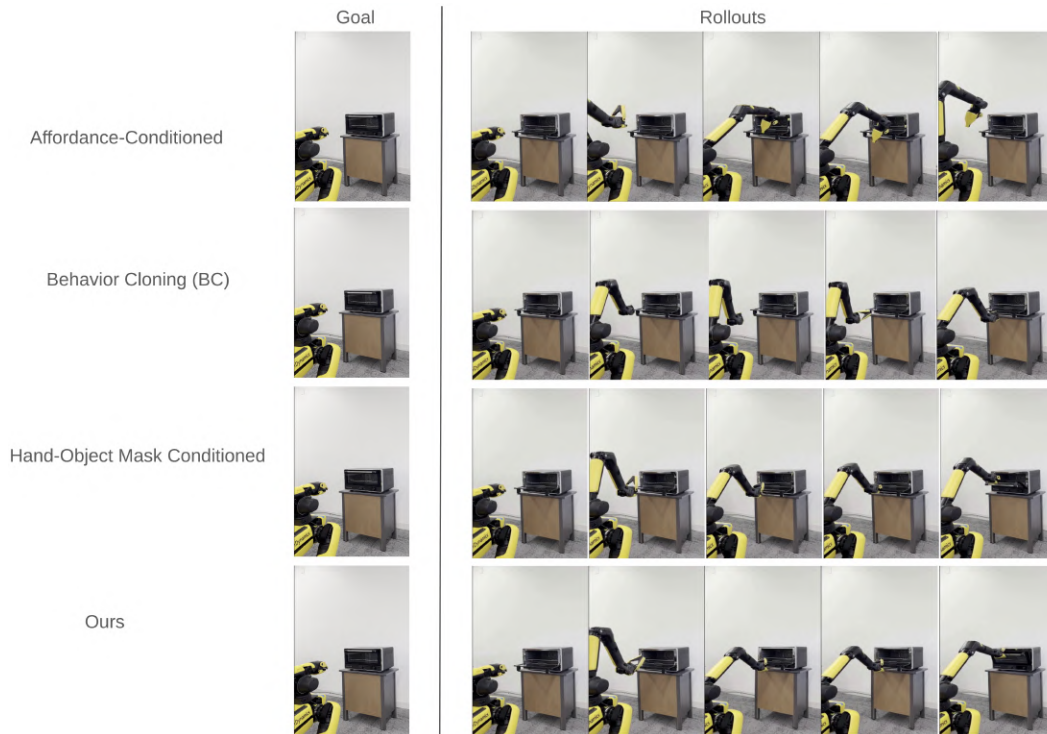 Goal
Rollouts
Affordance-Conditioned
Behavior Cloning (BC)
Hand-Object Mask Conditioned
Ours